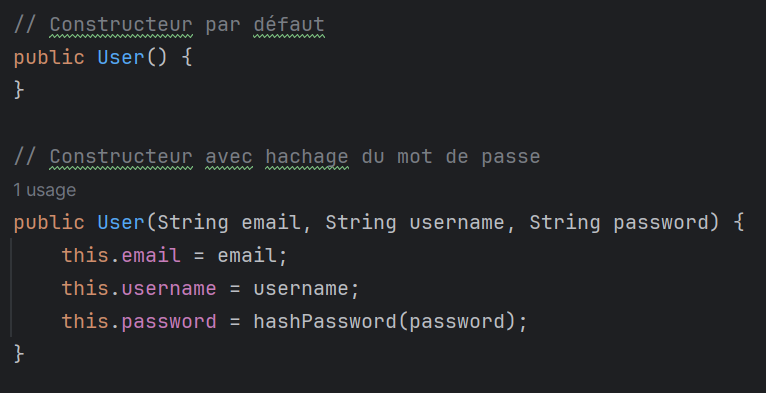 // Constructeur par défaut
public User() {
}
// Constructeur avec hachage du mot de passe
1 usage
public User(String email, String username, String password) {
this.email = email;
this.username = username;
this.password = hashPassword(password);
}